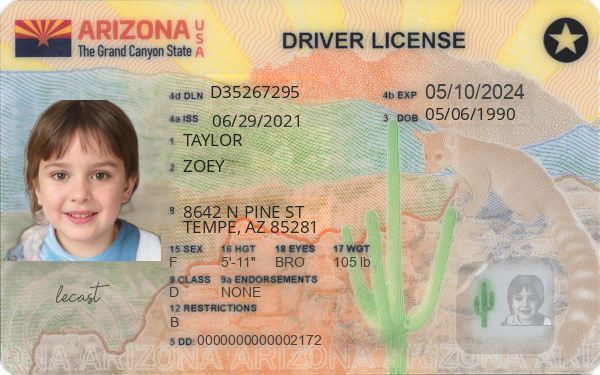 ARIZONA USA
The Grand Canyon State
DRIVER LICENSE
4d DLN D35267295
4b EXP 05/10/2024
4a ISS 06/29/2021
3 DOB 05/06/1990
1 TAYLOR
2 ZOEY
8 8642 N PINE ST
TEMPE, AZ 85281
15 SEX 16 HGT 18 EYES 17 WGT
F 5'-11" BRO 105 lb
9 CLASS 9a ENDORSEMENTS
D NONE
12 RESTRICTIONS
B
5 DD: 0000000000002172
lecast
ARIZONA ARIZONA ARIZONA ARIZONA